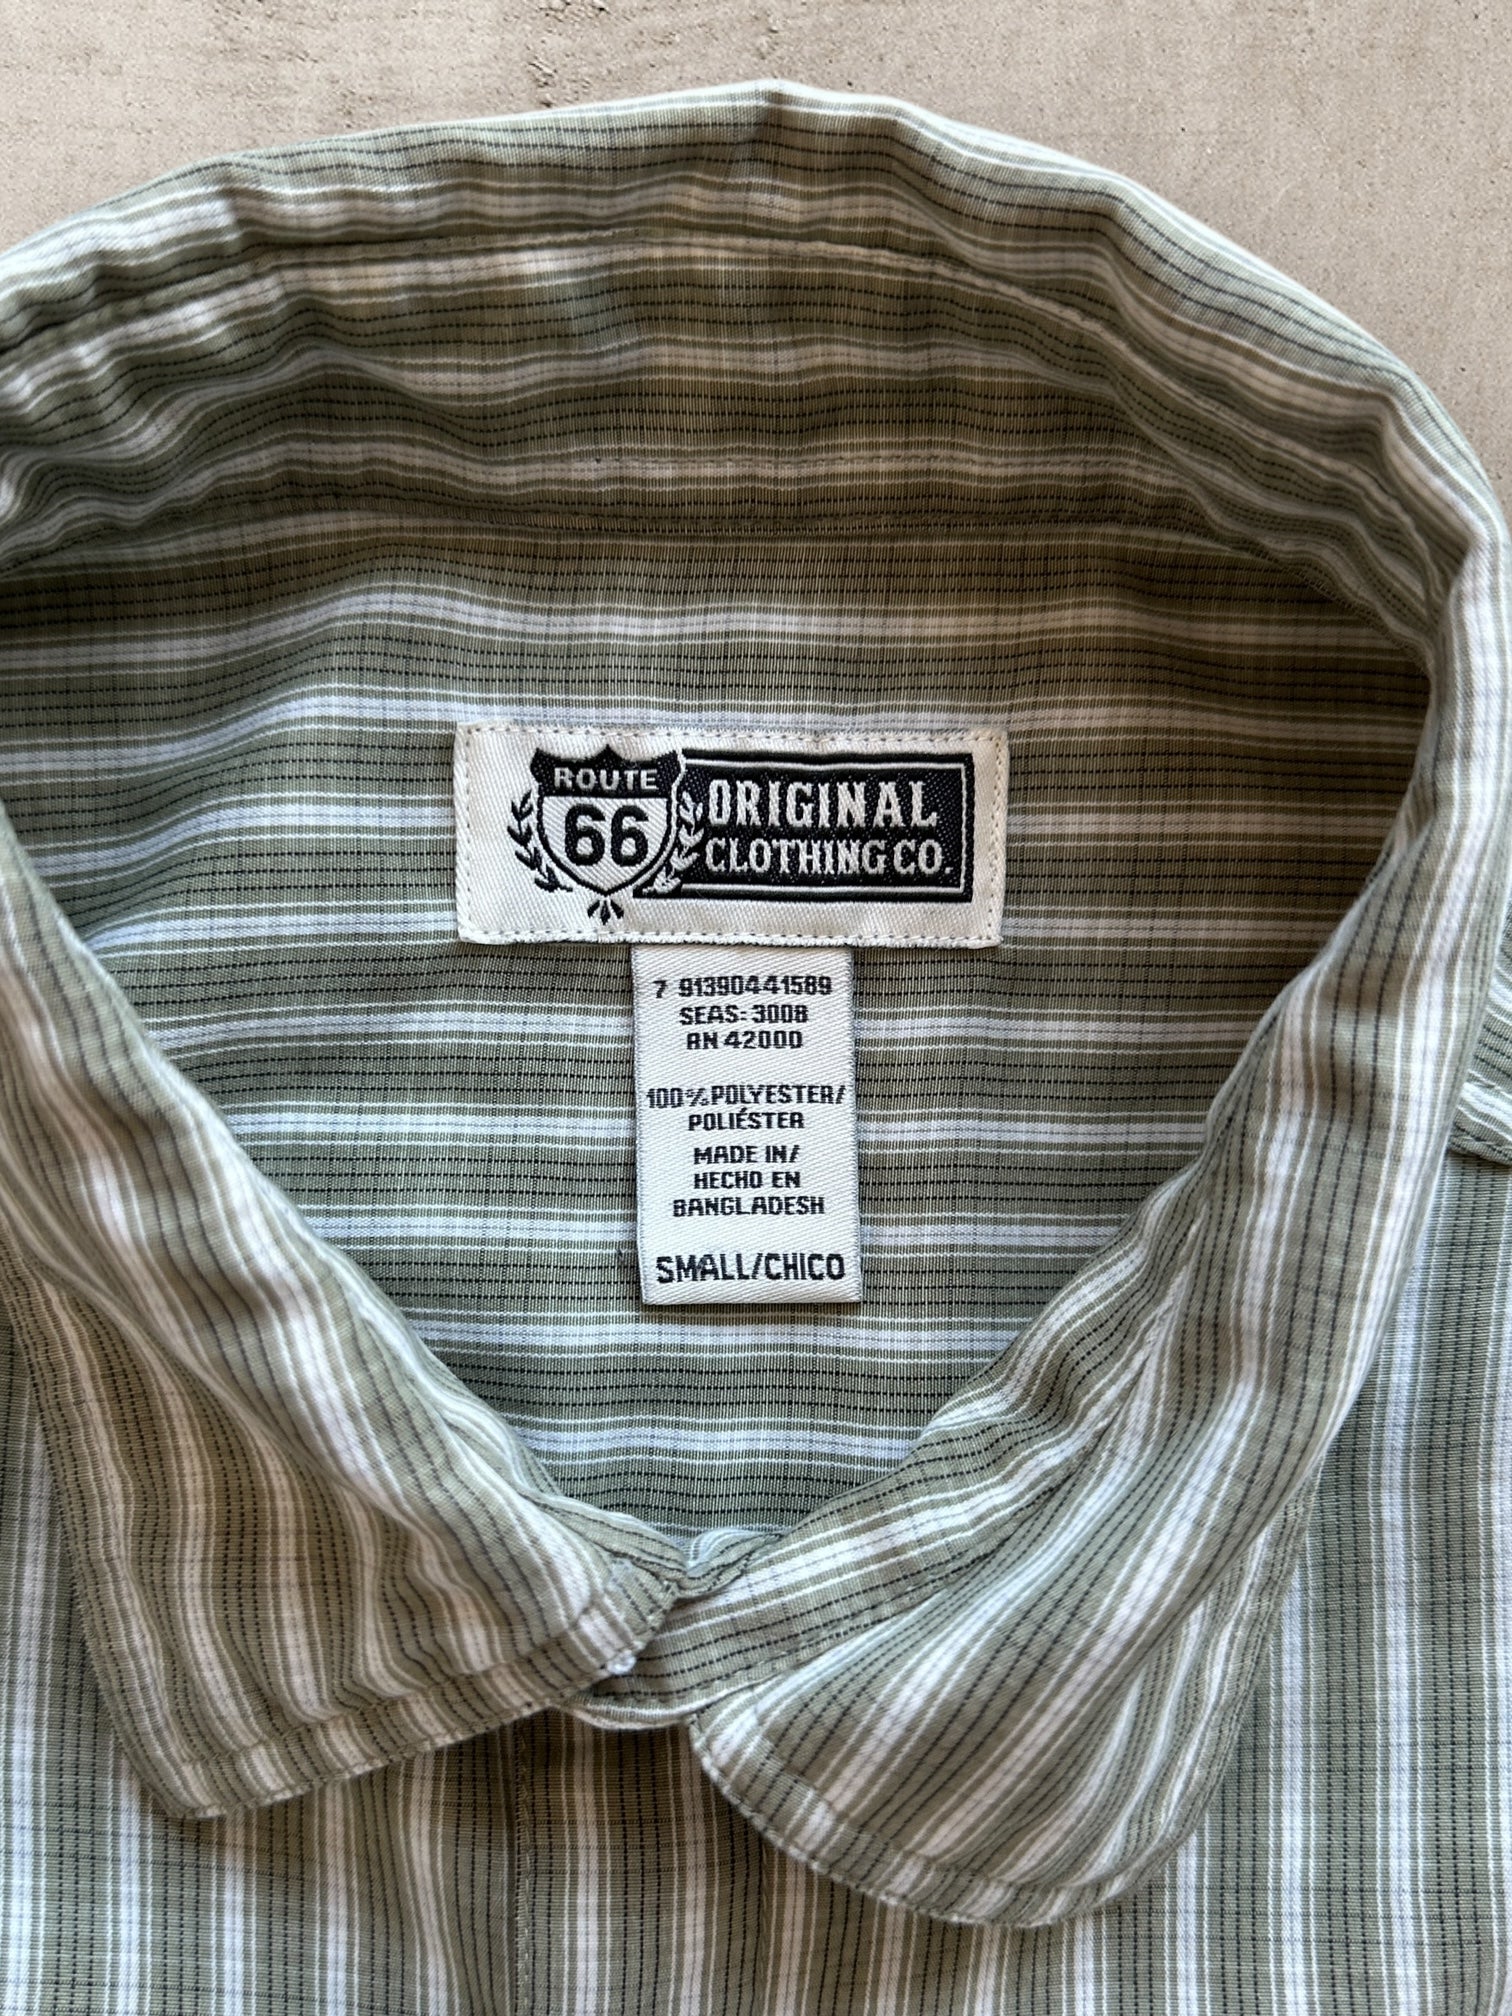 ROUTE
66
ORIGINAL
CLOTHING CO.
7 91390441589
SEAS: 3008
RN 42000
100% POLYESTER/
POLIÉSTER
MADE IN/
HECHO EN
BANGLADESH
SMALL/CHICO